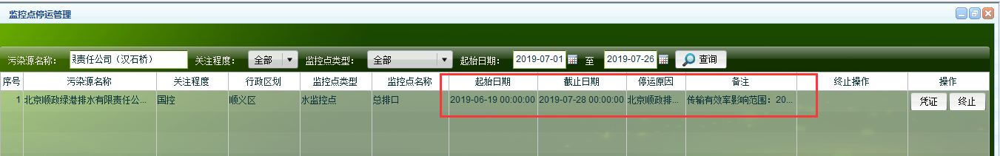 监控点停运管理
污染源名称： 责任公司（汉石桥） 关注程度： 全部 监控点类型： 全部 起始日期： 2019-07-01 至 2019-07-26 查询
序号 污染源名称 关注程度 行政区划 监控点类型 监控点名称 起始日期 截止日期 停运原因 备注 终止操作 操作
1 北京顺政绿港排水有限责任公... 国控 顺义区 水监控点 总排口 2019-06-19 00:00:00 2019-07-28 00:00:00 北京顺政排... 传输有效率影响范围：20... 凭证 终止